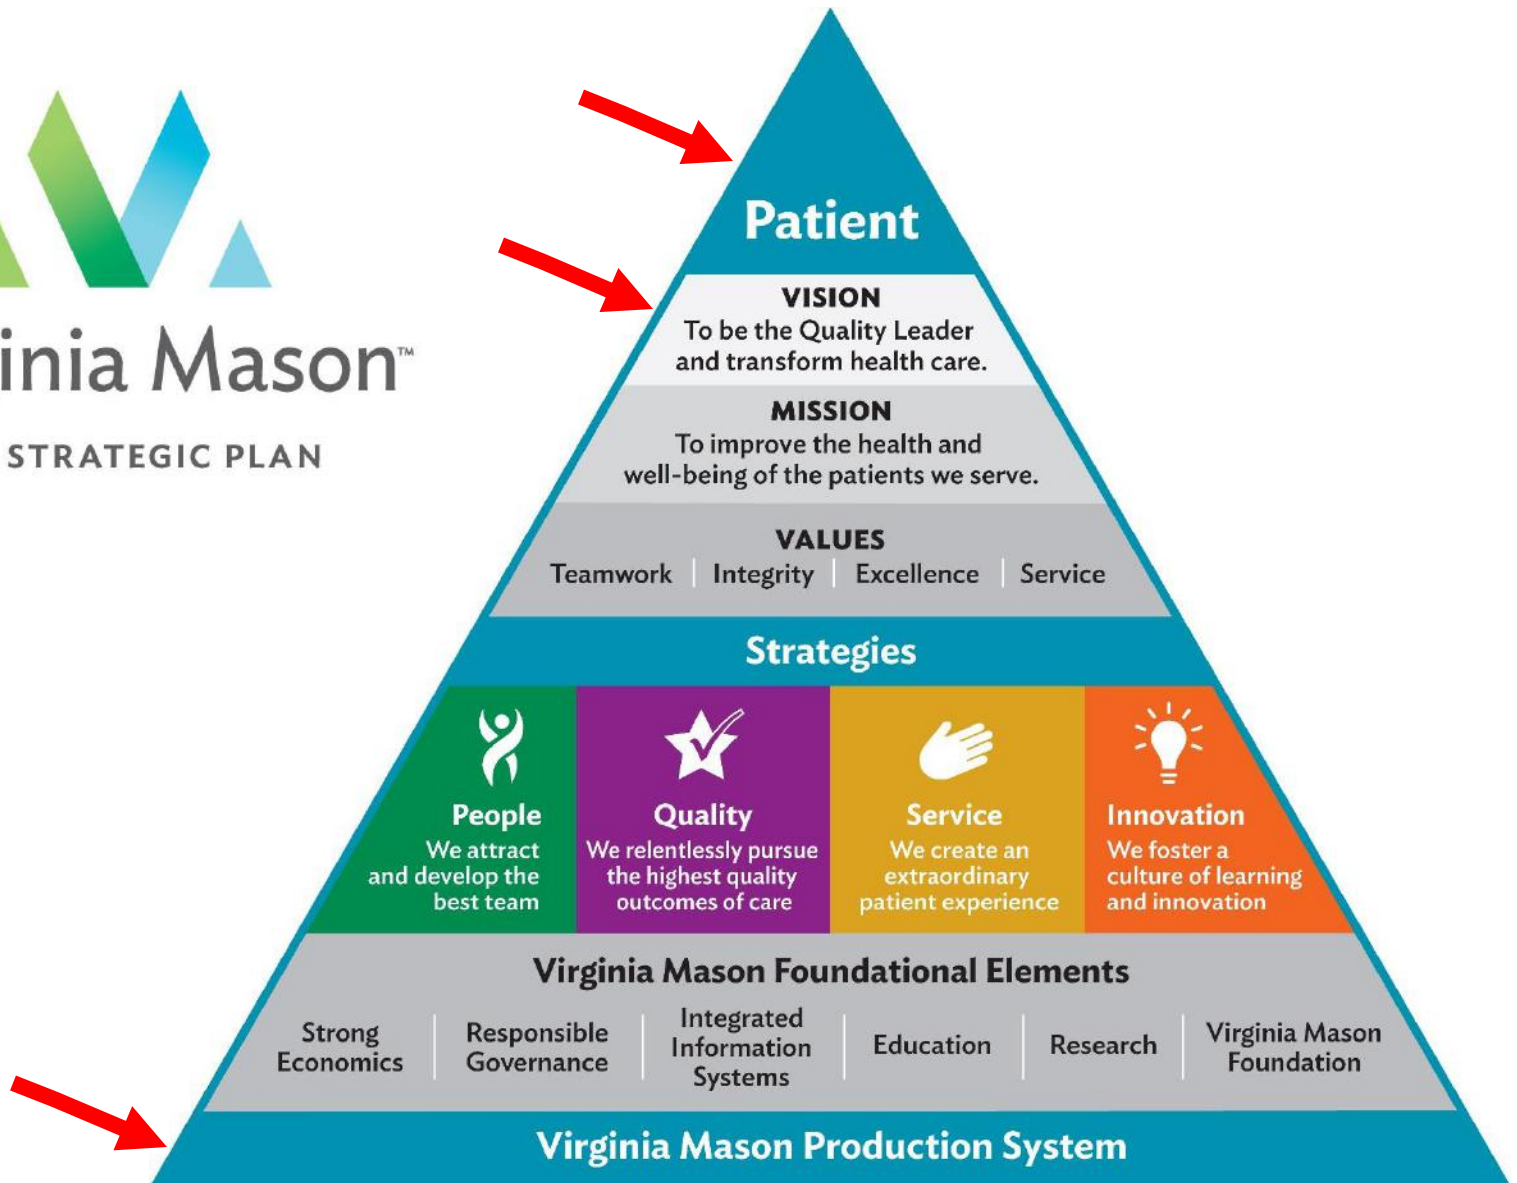 inia Mason™
STRATEGIC PLAN
Patient
VISION
To be the Quality Leader
and transform health care.
MISSION
To improve the health and
well-being of the patients we serve.
VALUES
Teamwork | Integrity | Excellence | Service
Strategies
People
We attract
and develop the
best team
Quality
We relentlessly pursue
the highest quality
outcomes of care
Service
We create an
extraordinary
patient experience
Innovation
We foster a
culture of learning
and innovation
Virginia Mason Foundational Elements
Strong
Economics
Responsible
Governance
Integrated
Information
Systems
Education
Research
Virginia Mason
Foundation
Virginia Mason Production System